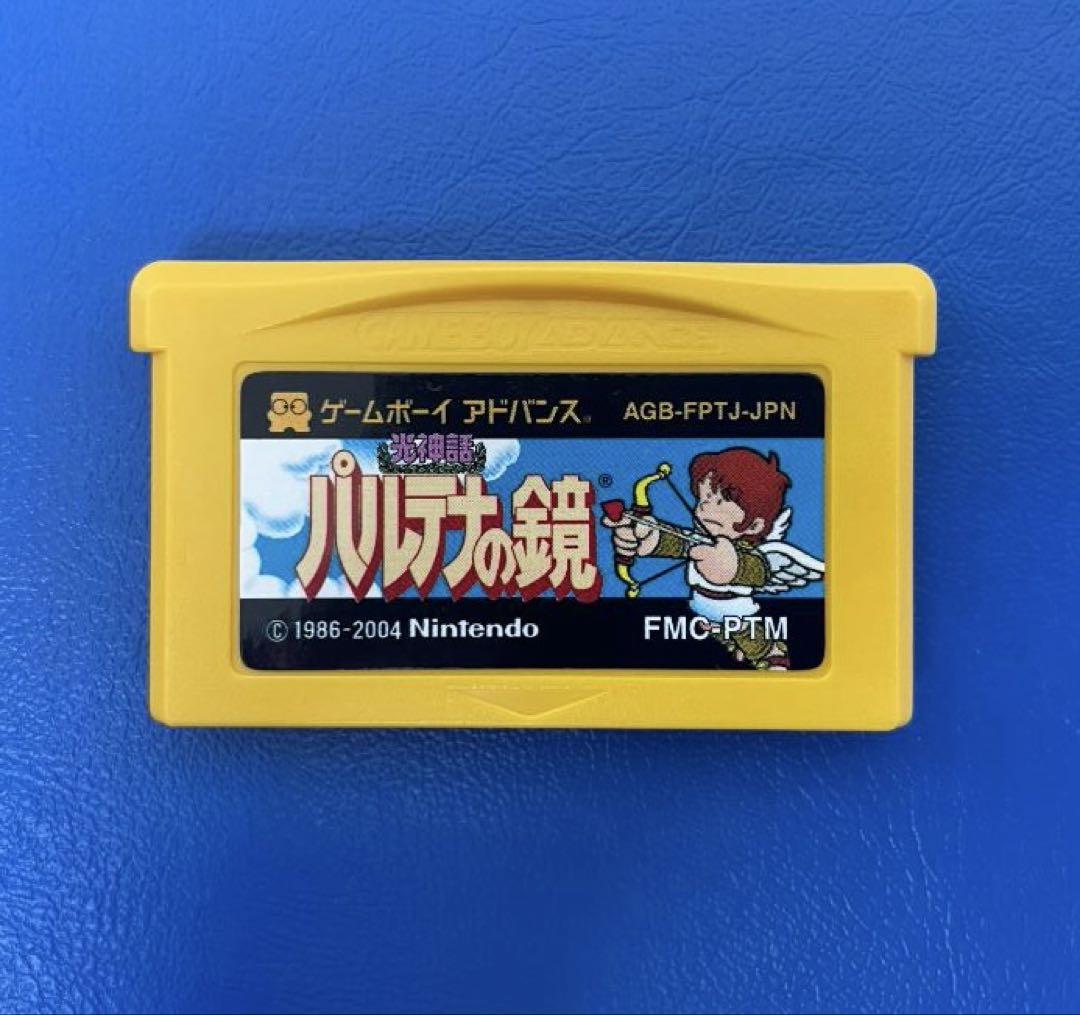 GAME BOY ADVANCE
ゲームボーイ アドバンス AGB-FPTJ-JPN
光神話
パルテナの鏡®
© 1986-2004 Nintendo FMC-PTM